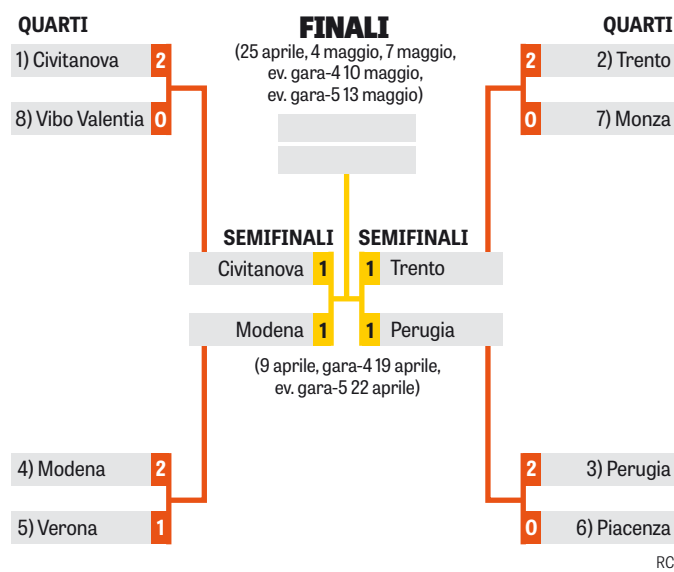 QUARTI
1) Civitanova 2
8) Vibo Valentia 0
FINALI
(25 aprile, 4 maggio, 7 maggio,
ev. gara-4 10 maggio,
ev. gara-5 13 maggio)
QUARTI
2 2) Trento
0 7) Monza
SEMIFINALI
SEMIFINALI
Civitanova 1
1 Trento
Modena 1
1 Perugia
(9 aprile, gara-4 19 aprile,
ev. gara-5 22 aprile)
4) Modena 2
5) Verona 1
2 3) Perugia
0 6) Piacenza
RC